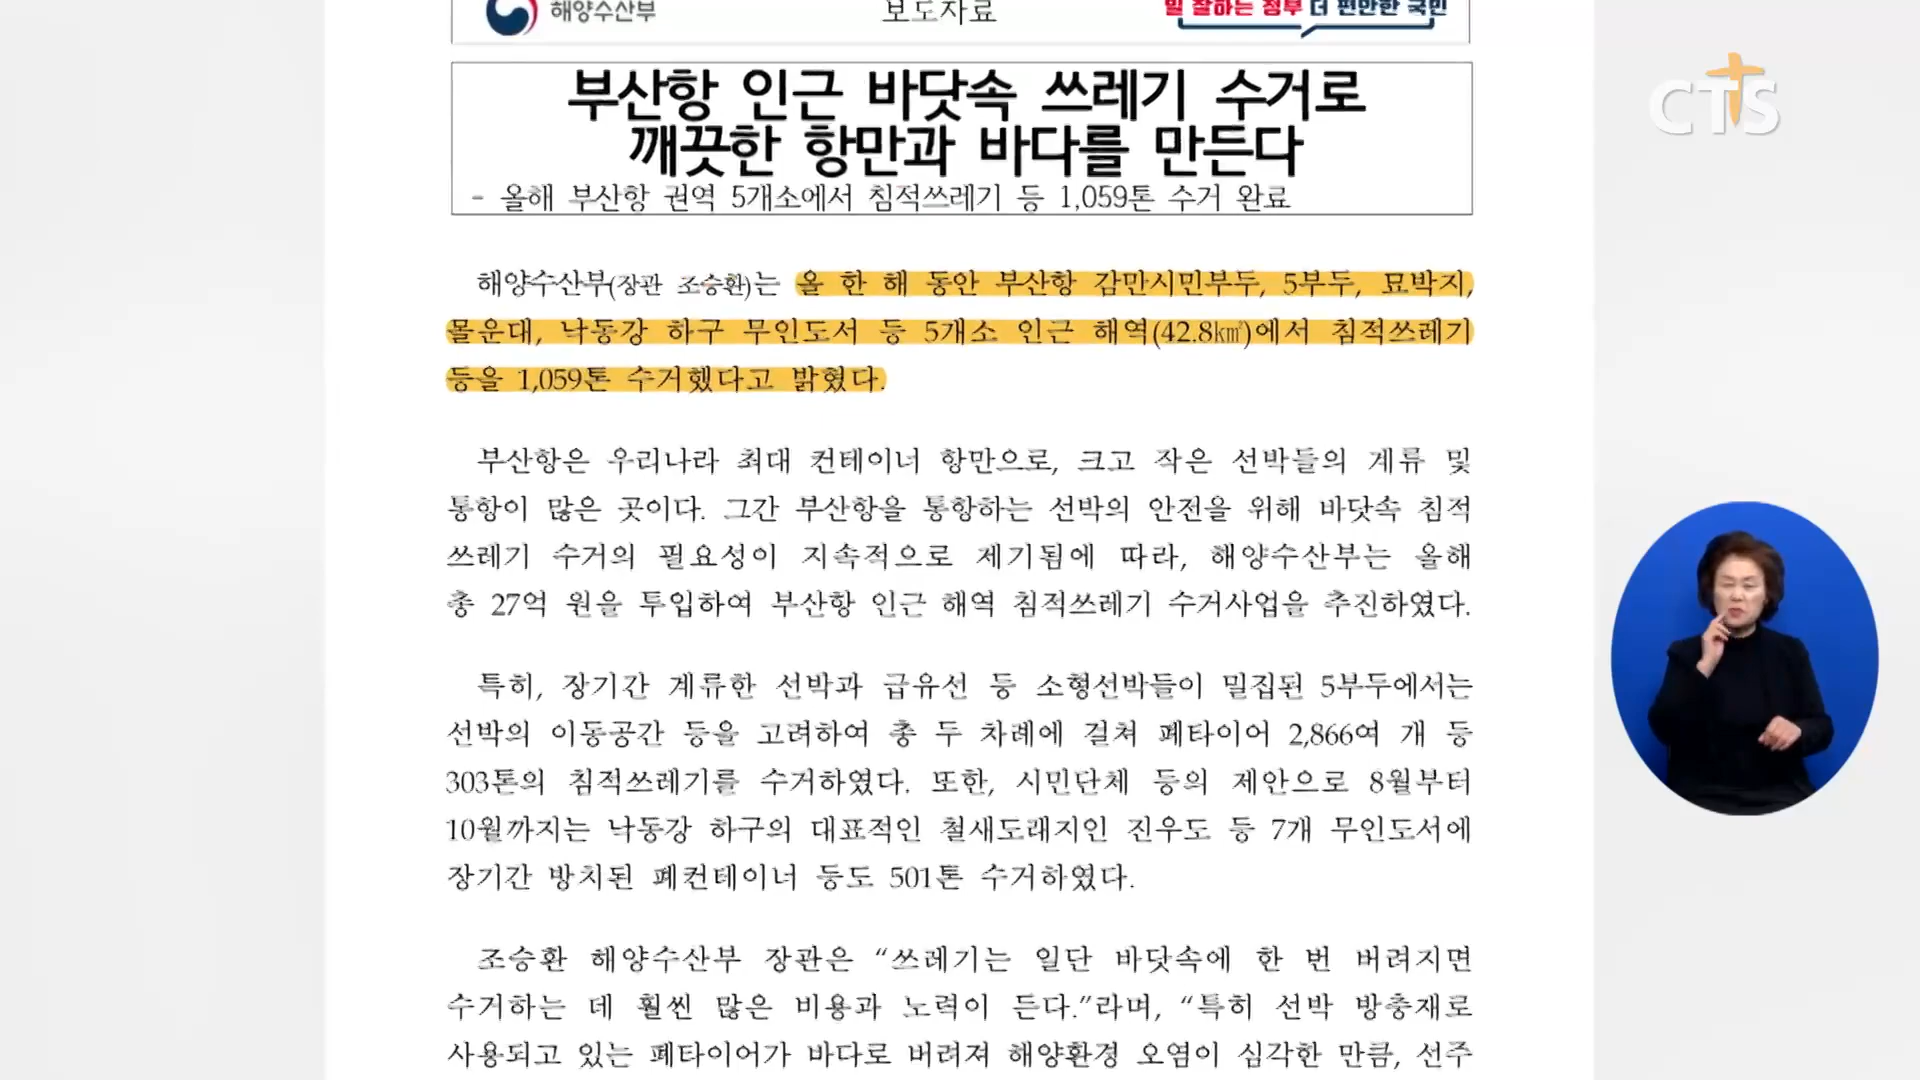 해양수산부
보도자료
일 잘하는 정부 더 편안한 국민
CTS
부산항 인근 바닷속 쓰레기 수거로
깨끗한 항만과 바다를 만든다
- 올해 부산항 권역 5개소에서 침적쓰레기 등 1,059톤 수거 완료
해양수산부(장관 조승환)는 올 한 해 동안 부산항 감만시민부두, 5부두, 묘박지,
몰운대, 낙동강 하구 무인도서 등 5개소 인근 해역(42.8㎢)에서 침적쓰레기
등을 1,059톤 수거했다고 밝혔다.
부산항은 우리나라 최대 컨테이너 항만으로, 크고 작은 선박들의 계류 및
통항이 많은 곳이다. 그간 부산항을 통항하는 선박의 안전을 위해 바닷속 침적
쓰레기 수거의 필요성이 지속적으로 제기됨에 따라, 해양수산부는 올해
총 27억 원을 투입하여 부산항 인근 해역 침적쓰레기 수거사업을 추진하였다.
특히, 장기간 계류한 선박과 급유선 등 소형선박들이 밀집된 5부두에서는
선박의 이동공간 등을 고려하여 총 두 차례에 걸쳐 폐타이어 2,866여 개 등
303톤의 침적쓰레기를 수거하였다. 또한, 시민단체 등의 제안으로 8월부터
10월까지는 낙동강 하구의 대표적인 철새도래지인 진우도 등 7개 무인도서에
장기간 방치된 폐컨테이너 등도 501톤 수거하였다.
조승환 해양수산부 장관은 “쓰레기는 일단 바닷속에 한 번 버려지면
수거하는 데 훨씬 많은 비용과 노력이 든다.”라며, “특히 선박 방충재로
사용되고 있는 폐타이어가 바다로 버려져 해양환경 오염이 심각한 만큼, 선주